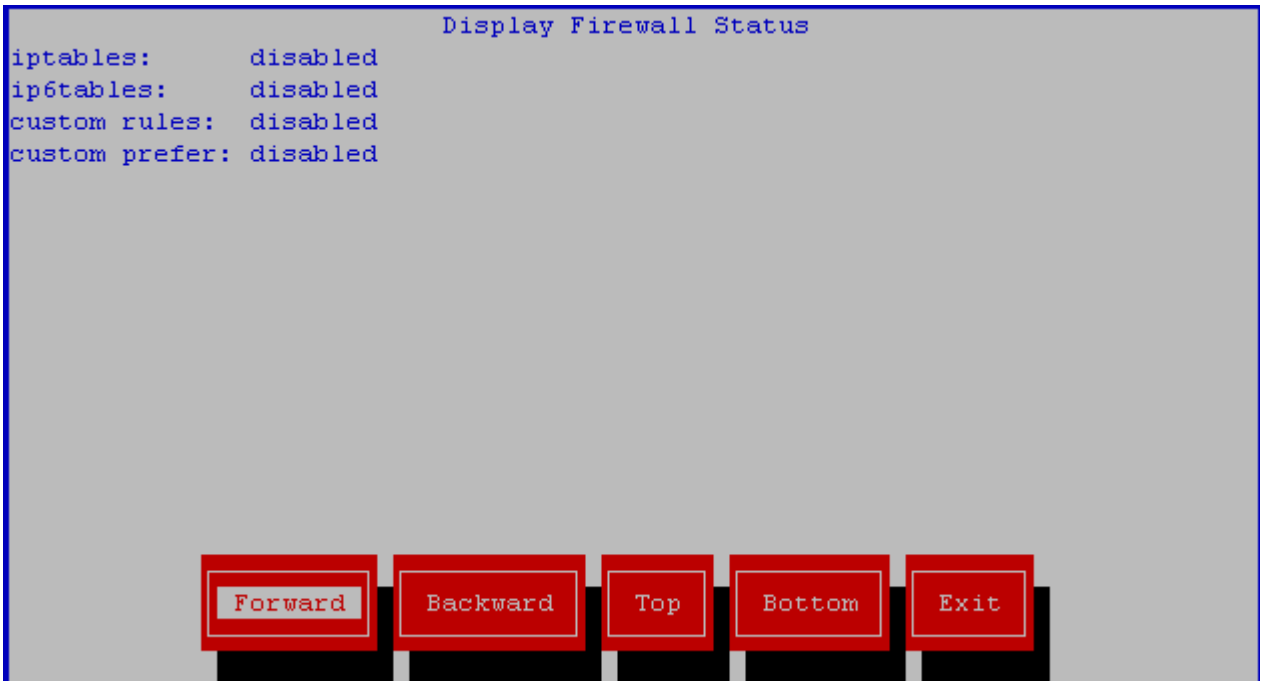 Display Firewall Status
iptables: disabled
ip6tables: disabled
custom rules: disabled
custom prefer: disabled
Forward Backward Top Bottom Exit